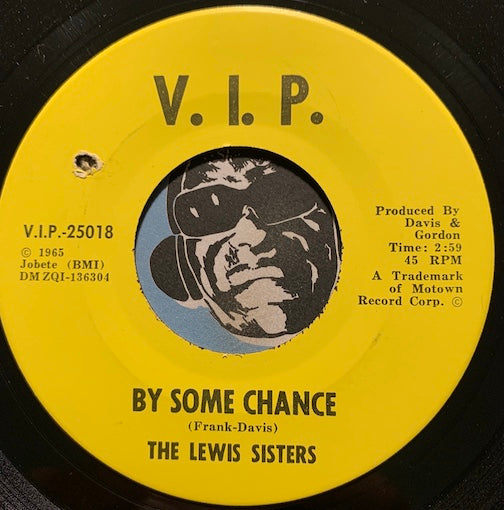 V. I. P.
V.I.P.-25018
© 1965
Jobete (BMI)
DM ZQI-136304
Produced By
Davis &
Gordon
Time: 2:59
45 RPM
A Trademark
of Motown
Record Corp. ©
BY SOME CHANCE
(Frank-Davis)
THE LEWIS SISTERS